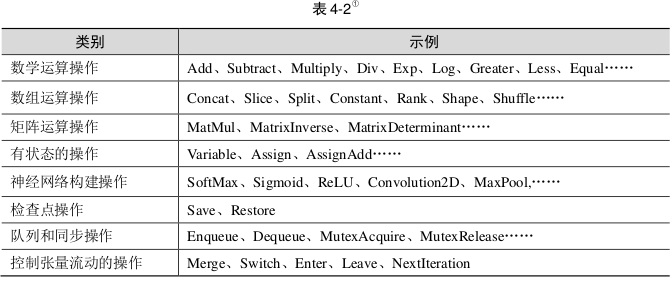 表 4-2①
类别 示例
数学运算操作 Add、Subtract、Multiply、Div、Exp、Log、Greater、Less、Equal……
数组运算操作 Concat、Slice、Split、Constant、Rank、Shape、Shuffle……
矩阵运算操作 MatMul、MatrixInverse、MatrixDeterminant……
有状态的操作 Variable、Assign、AssignAdd……
神经网络构建操作 SoftMax、Sigmoid、ReLU、Convolution2D、MaxPool,……
检查点操作 Save、Restore
队列和同步操作 Enqueue、Dequeue、MutexAcquire、MutexRelease……
控制张量流动的操作 Merge、Switch、Enter、Leave、NextIteration